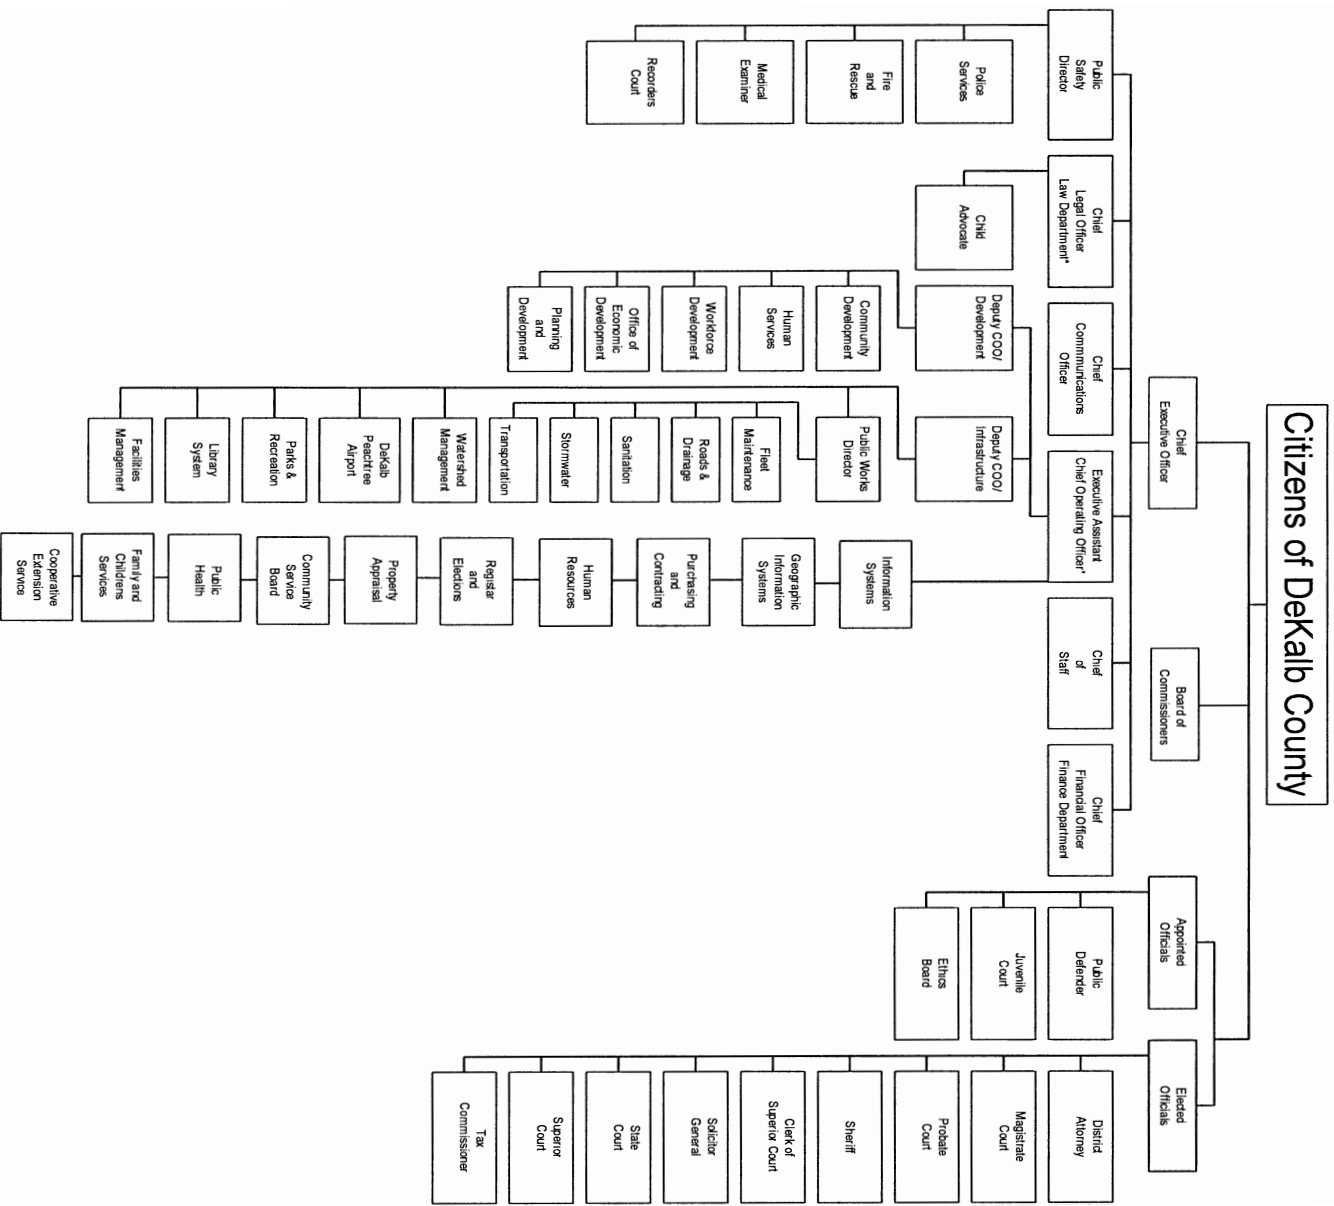 Citizens of DeKalb County
Chief
Executive Officer
Board of
Commissioners
Appointed
Officials
Elected
Officials
Public
Safety
Director
Chief
Legal Officer
Law Department*
Chief
Communications
Officer
Executive Assistant
Chief Operating Officer*
Chief
of
Staff
Chief
Financial Officer
Finance Department
Police
Services
Fire
and
Rescue
Medical
Examiner
Recorders
Court
Child
Advocate
Deputy COO/
Development
Community
Development
Human
Services
Workforce
Development
Office of
Economic
Development
Planning
and
Development
Deputy COO/
Infrastructure
Public Works
Director
Fleet
Maintenance
Roads &
Drainage
Sanitation
Stormwater
Transportation
Watershed
Management
DeKalb
Peachtree
Airport
Parks &
Recreation
Library
System
Facilities
Management
Information
Systems
Geographic
Information
Systems
Purchasing
and
Contracting
Human
Resources
Registar
and
Elections
Property
Appraisal
Community
Service
Board
Public
Health
Family and
Childrens
Services
Cooperative
Extension
Service
Public
Defender
Juvenile
Court
Ethics
Board
District
Attorney
Magistrate
Court
Probate
Court
Sheriff
Clerk of
Superior Court
Solicitor
General
State
Court
Superior
Court
Tax
Commissioner